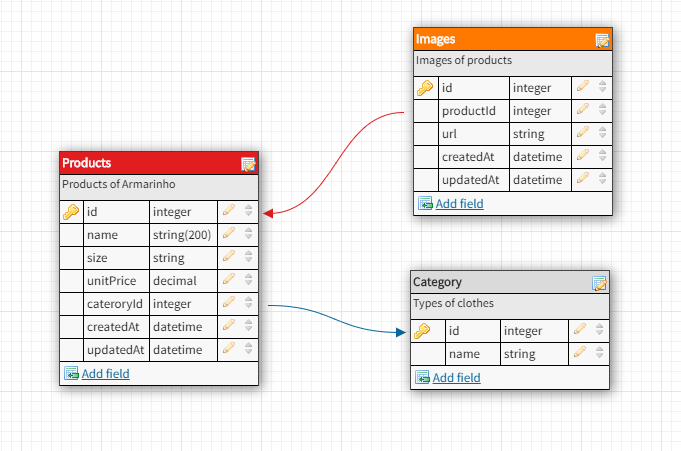 Images
Images of products
id integer
productId integer
url string
createdAt datetime
updatedAt datetime
Add field
Products
Products of Armarinho
id integer
name string(200)
size string
unitPrice decimal
cateroryId integer
createdAt datetime
updatedAt datetime
Add field
Category
Types of clothes
id integer
name string
Add field